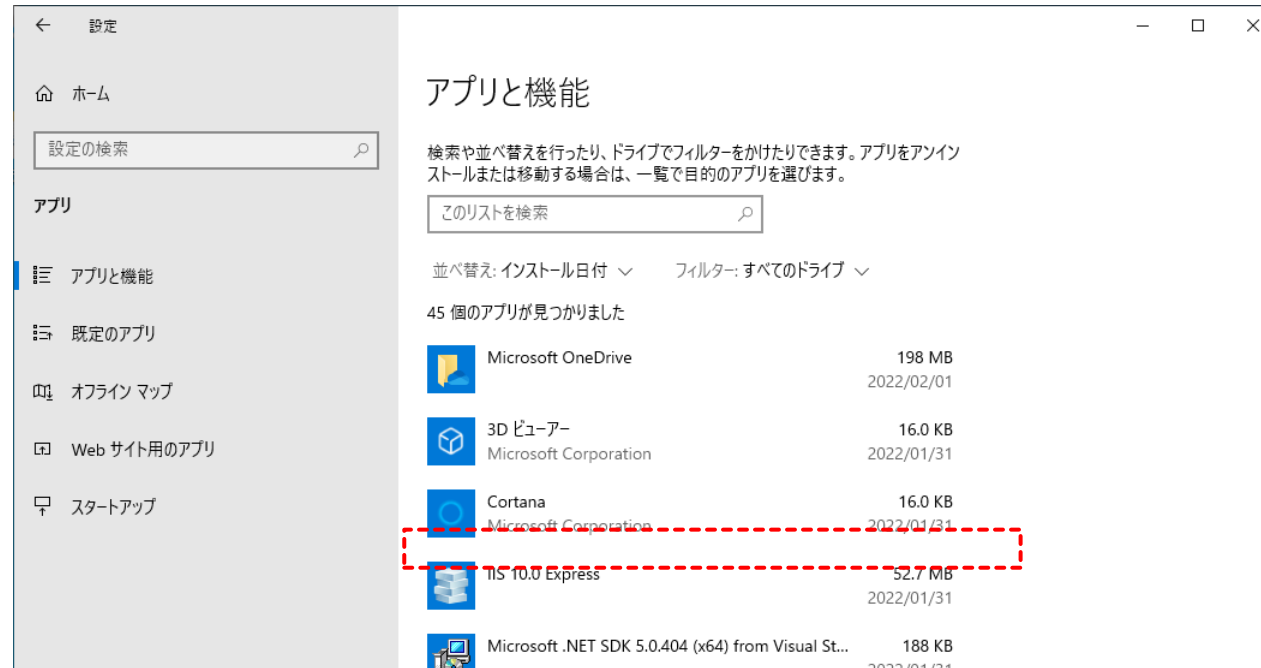 設定
ホーム
設定の検索
アプリ
アプリと機能
既定のアプリ
オフライン マップ
Web サイト用のアプリ
スタートアップ
アプリと機能
検索や並べ替えを行ったり、ドライブでフィルターをかけたりできます。アプリをアンイン
ストールまたは移動する場合は、一覧で目的のアプリを選びます。
このリストを検索
並べ替え: インストール日付 フィルター: すべてのドライブ
45 個のアプリが見つかりました
Microsoft OneDrive 198 MB
2022/02/01
3D ビューアー 16.0 KB
Microsoft Corporation 2022/01/31
Cortana 16.0 KB
Microsoft Corporation 2022/01/31
IIS 10.0 Express 52.7 MB
2022/01/31
Microsoft .NET SDK 5.0.404 (x64) from Visual St... 188 KB
2022/01/31